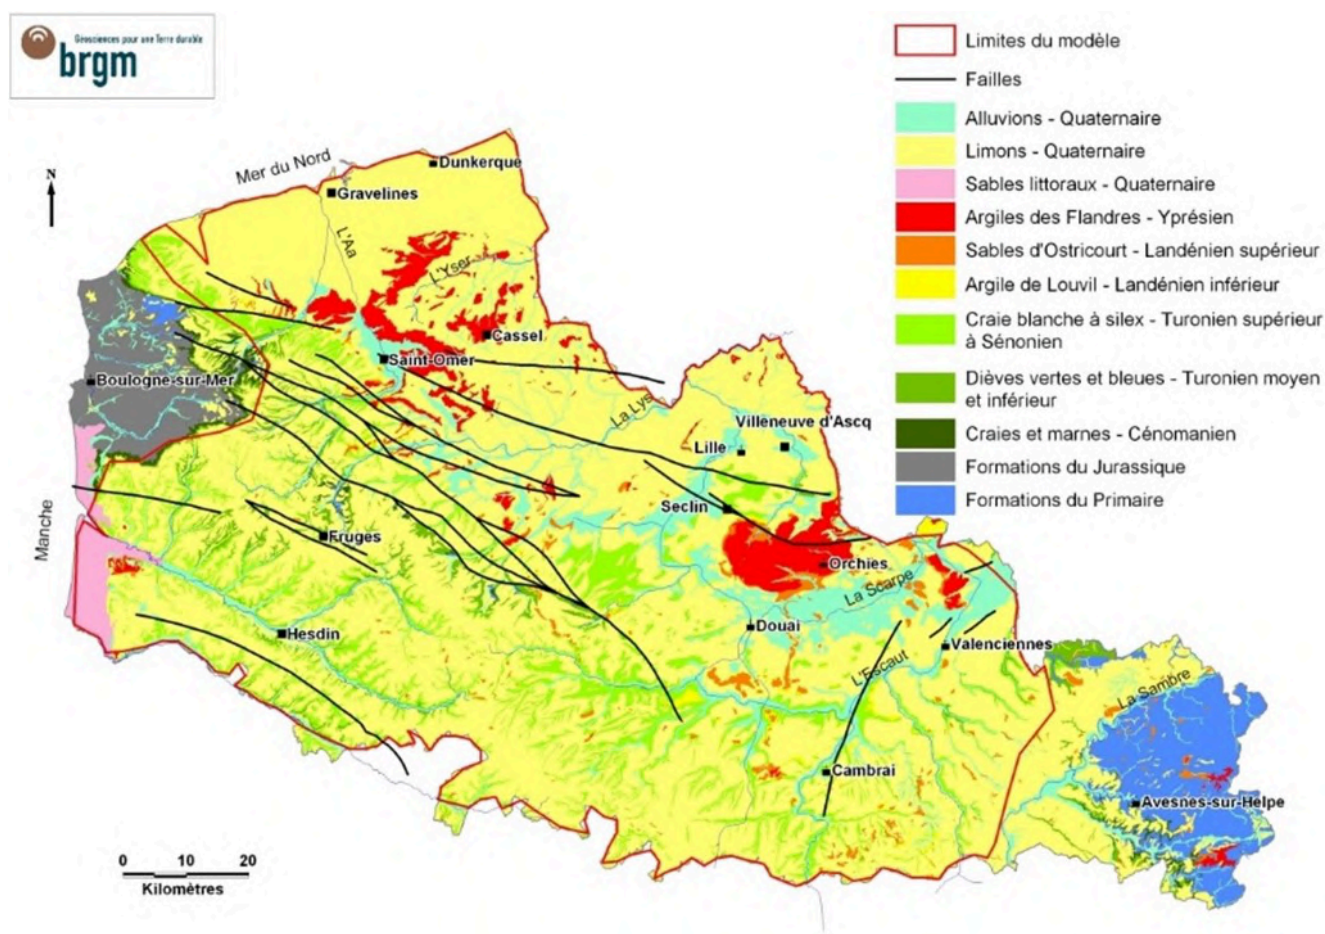 Géosciences pour une Terre durable
brgm
Limites du modèle
Failles
Alluvions - Quaternaire
Limons - Quaternaire
Sables littoraux - Quaternaire
Argiles des Flandres - Yprésien
Sables d'Ostricourt - Landénien supérieur
Argile de Louvil - Landénien inférieur
Craie blanche à silex - Turonien supérieur
à Sénonien
Dièves vertes et bleues - Turonien moyen
et inférieur
Craies et marnes - Cénomanien
Formations du Jurassique
Formations du Primaire
N
Mer du Nord
Dunkerque
Gravelines
L'Aa
L'Yser
Cassel
Saint-Omer
Boulogne-sur-Mer
La Lys
Villeneuve d'Ascq
Lille
Seclin
Manche
Fruges
Orchies
La Scarpe
Hesdin
Douai
Valenciennes
L'Escaut
La Sambre
Cambrai
Avesnes-sur-Helpe
0 10 20
Kilomètres